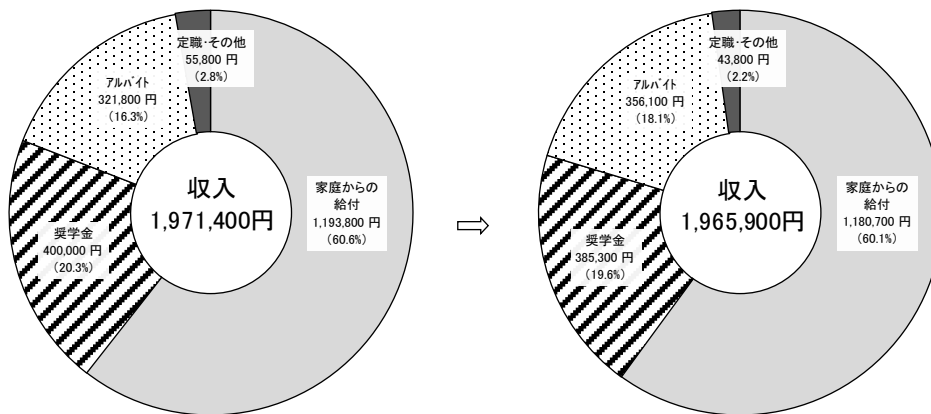 定職・その他
55,800 円
(2.8%)
アルバイト
321,800 円
(16.3%)
収入
1,971,400円
家庭からの
給付
1,193,800 円
(60.6%)
奨学金
400,000 円
(20.3%)
⇨
定職・その他
43,800 円
(2.2%)
アルバイト
356,100 円
(18.1%)
収入
1,965,900円
家庭からの
給付
1,180,700 円
(60.1%)
奨学金
385,300 円
(19.6%)